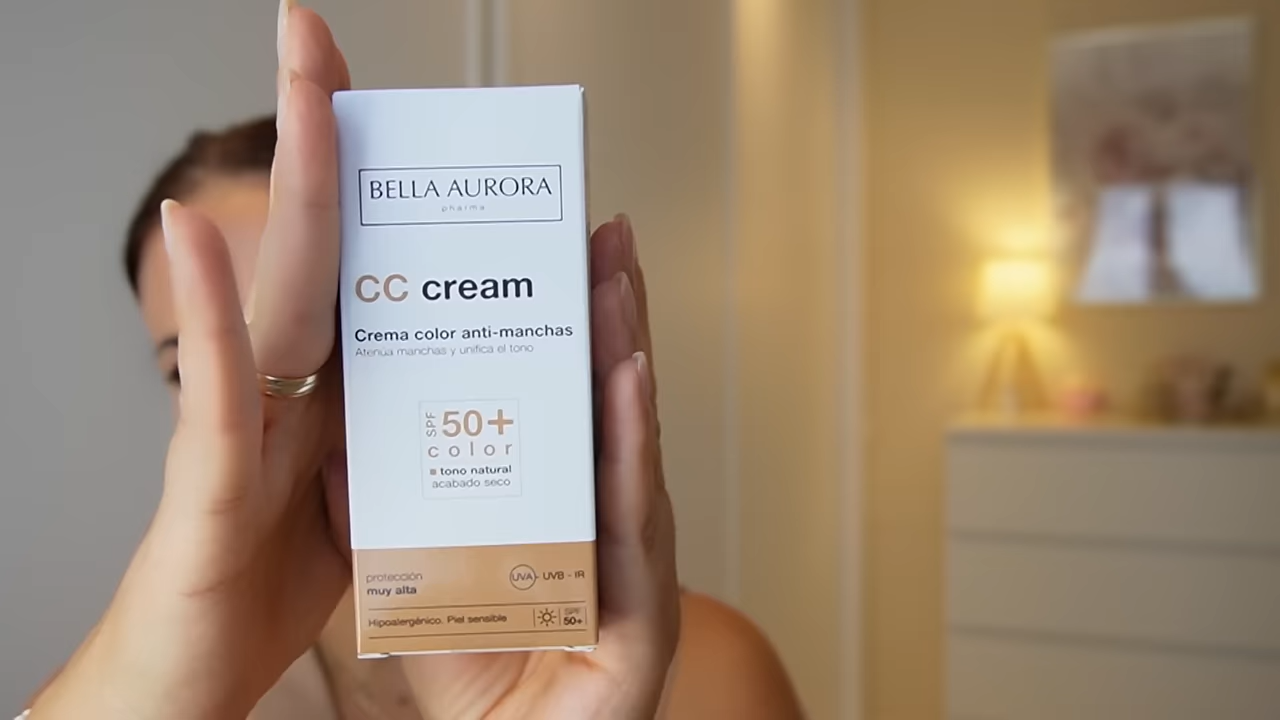 BELLA AURORA
pharma
CC cream
Crema color anti-manchas
Atenúa manchas y unifica el tono
SPF 50+
color
tono natural
acabado seco
protección
muy alta
UVA - UVB - IR
Hipoalergénico. Piel sensible
SPF
50+